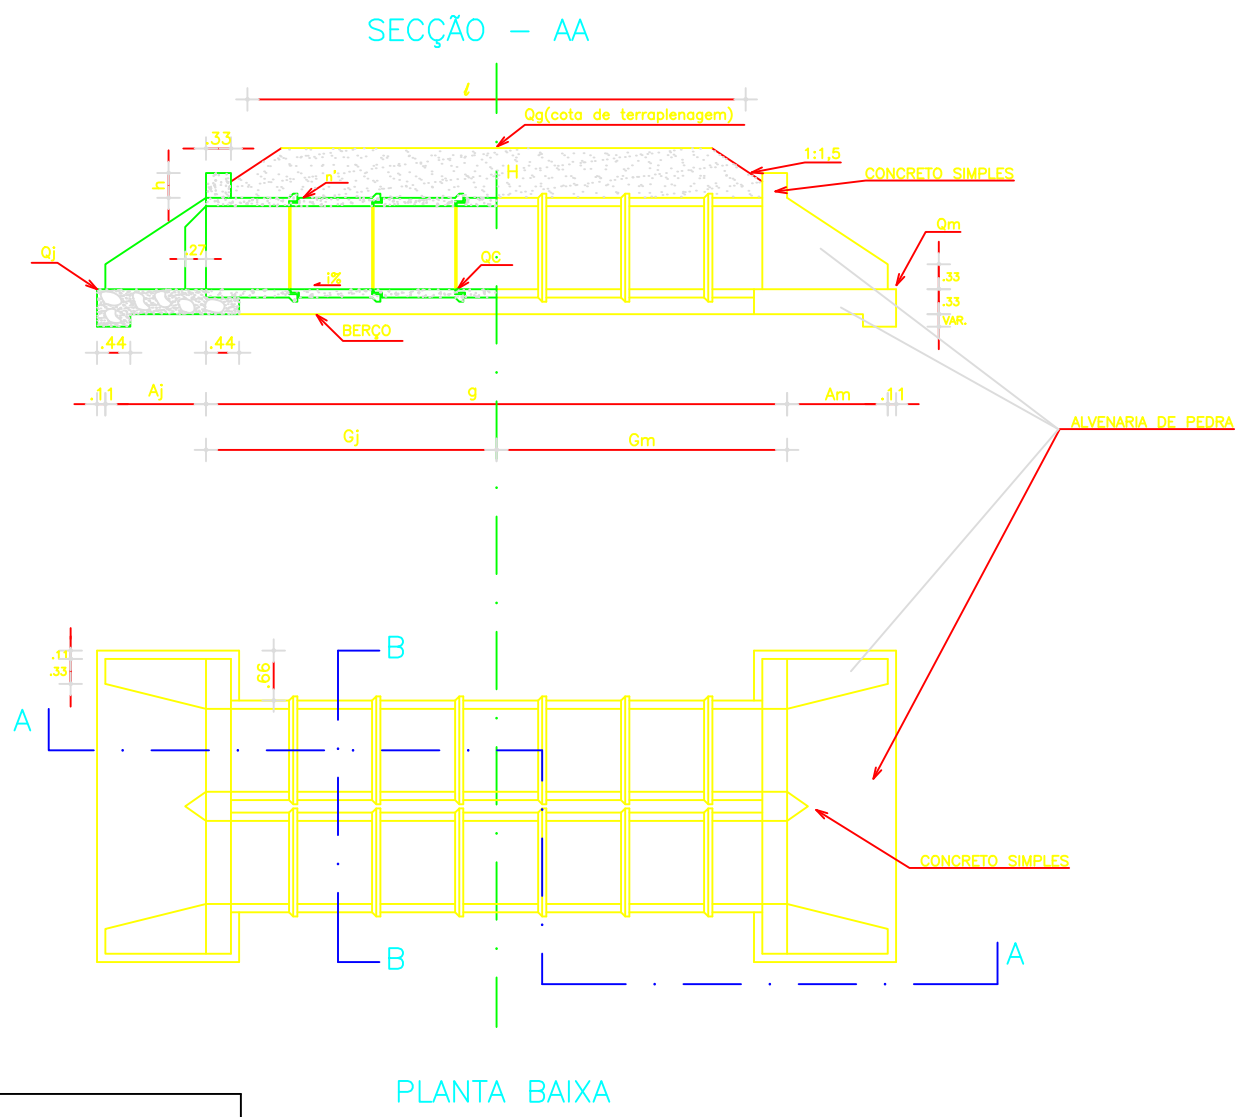 SECÇÃO - AA
ℓ
Qg(cota de terraplenagem)
.33
1:1,5
h
n'
H
CONCRETO SIMPLES
Qj
.27
QC
Qm
1%
.33
.33
VAR.
BERÇO
.44
.44
.11
Aj
g
Am
.11
Gj
Gm
ALVENARIA DE PEDRA
.11
.33
.66
B
A
CONCRETO SIMPLES
B
A
PLANTA BAIXA